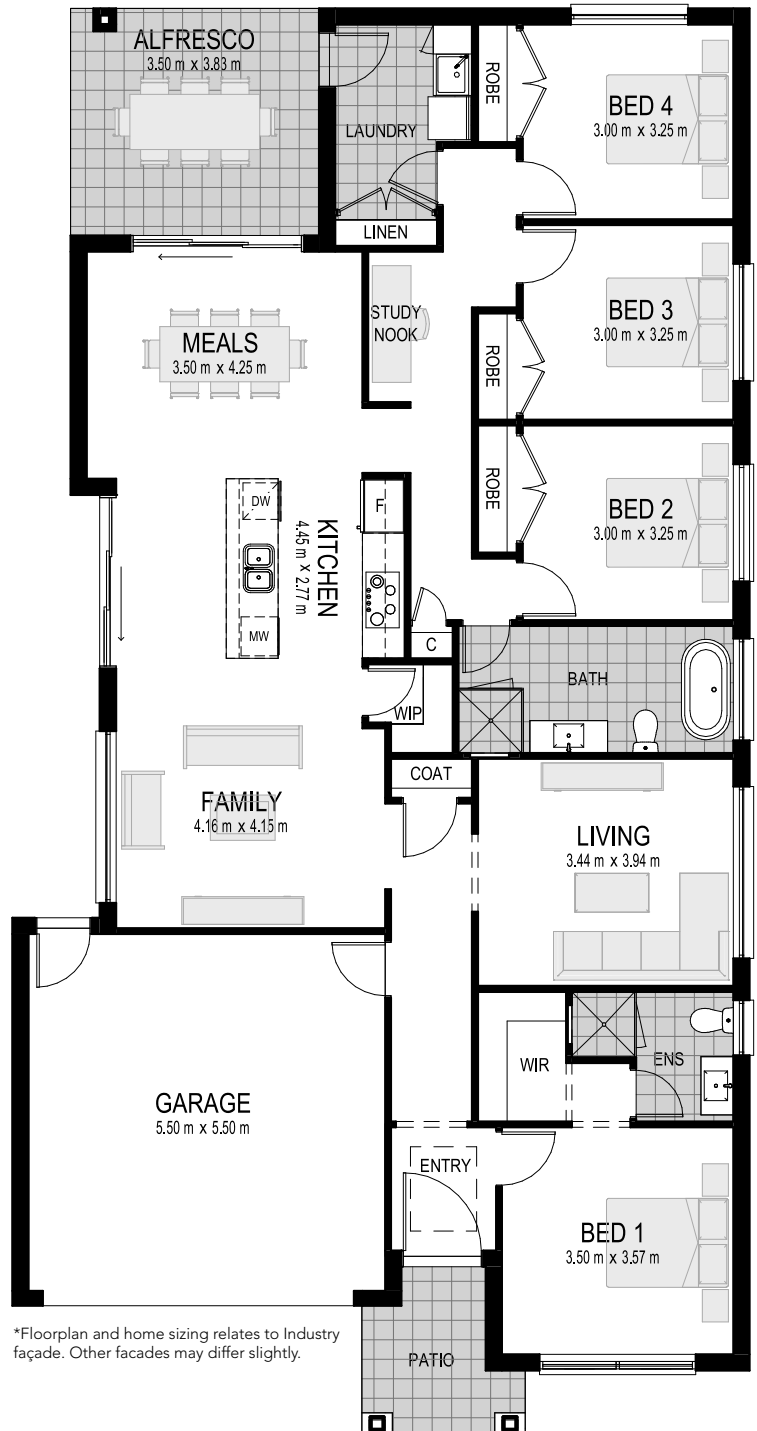 ALFRESCO
3.50 m x 3.83 m
LAUNDRY
ROBE
BED 4
3.00 m x 3.25 m
LINEN
STUDY
NOOK
MEALS
3.50 m x 4.25 m
BED 3
3.00 m x 3.25 m
ROBE
ROBE
BED 2
3.00 m x 3.25 m
DW
F
KITCHEN
4.45 m x 2.77 m
MW
C
BATH
WIP
COAT
FAMILY
4.16 m x 4.15 m
LIVING
3.44 m x 3.94 m
WIR
ENS
GARAGE
5.50 m x 5.50 m
ENTRY
BED 1
3.50 m x 3.57 m
PATIO
*Floorplan and home sizing relates to Industry
façade. Other facades may differ slightly.